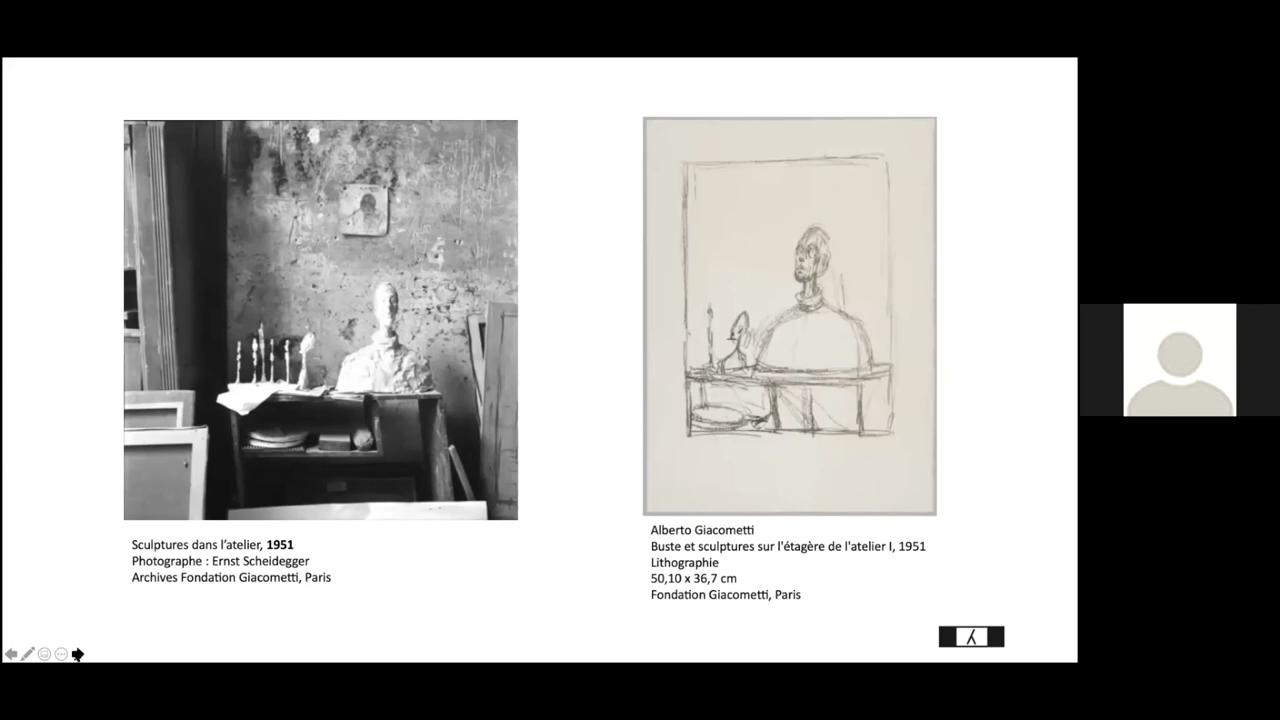 Sculptures dans l'atelier, 1951
Photographe : Ernst Scheidegger
Archives Fondation Giacometti, Paris
Alberto Giacometti
Buste et sculptures sur l'étagère de l'atelier I, 1951
Lithographie
50,10 x 36,7 cm
Fondation Giacometti, Paris